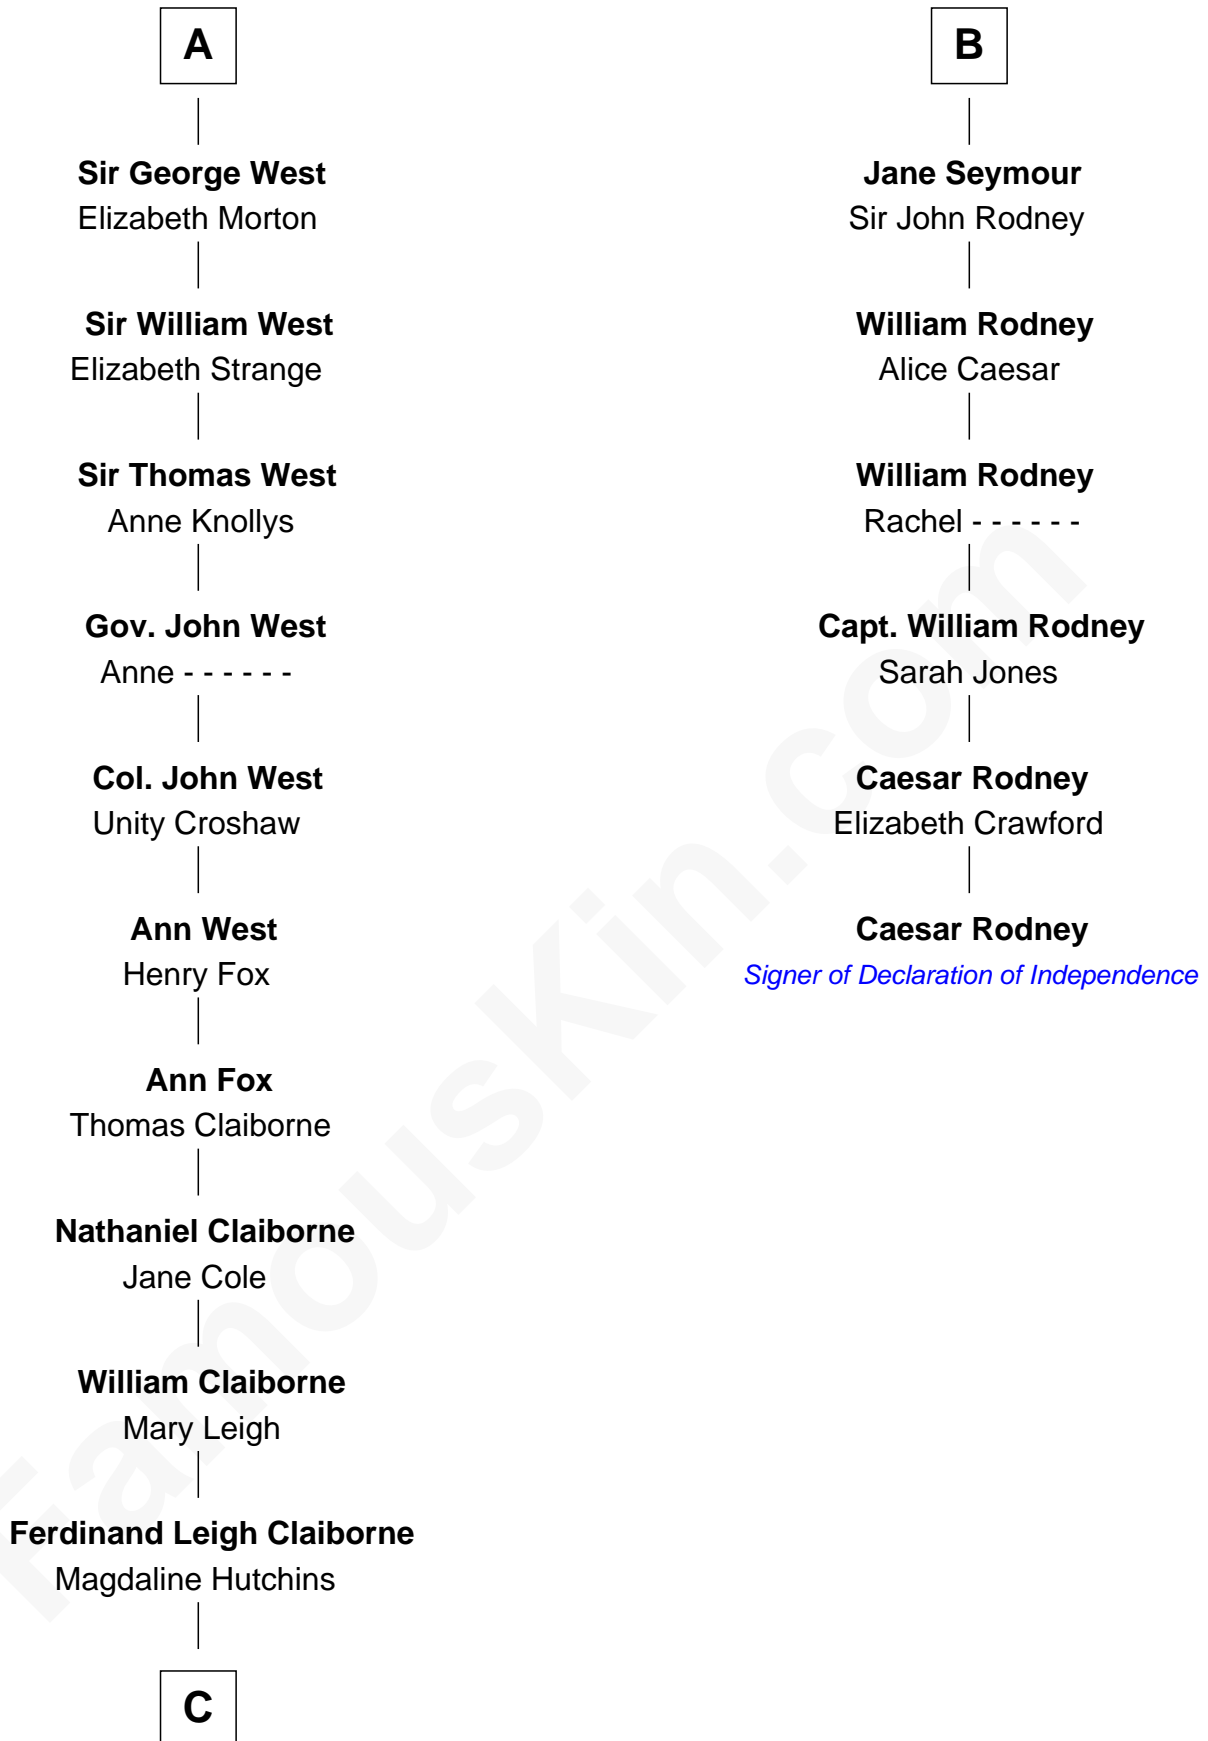 A
Sir George West
Elizabeth Morton
Sir William West
Elizabeth Strange
Sir Thomas West
Anne Knollys
Gov. John West
Anne - - - - - -
Col. John West
Unity Croshaw
Ann West
Henry Fox
Ann Fox
Thomas Claiborne
Nathaniel Claiborne
Jane Cole
William Claiborne
Mary Leigh
Ferdinand Leigh Claiborne
Magdaline Hutchins
C
B
Jane Seymour
Sir John Rodney
William Rodney
Alice Caesar
William Rodney
Rachel - - - - - -
Capt. William Rodney
Sarah Jones
Caesar Rodney
Elizabeth Crawford
Caesar Rodney
Signer of Declaration of Independence
FamousKin.com